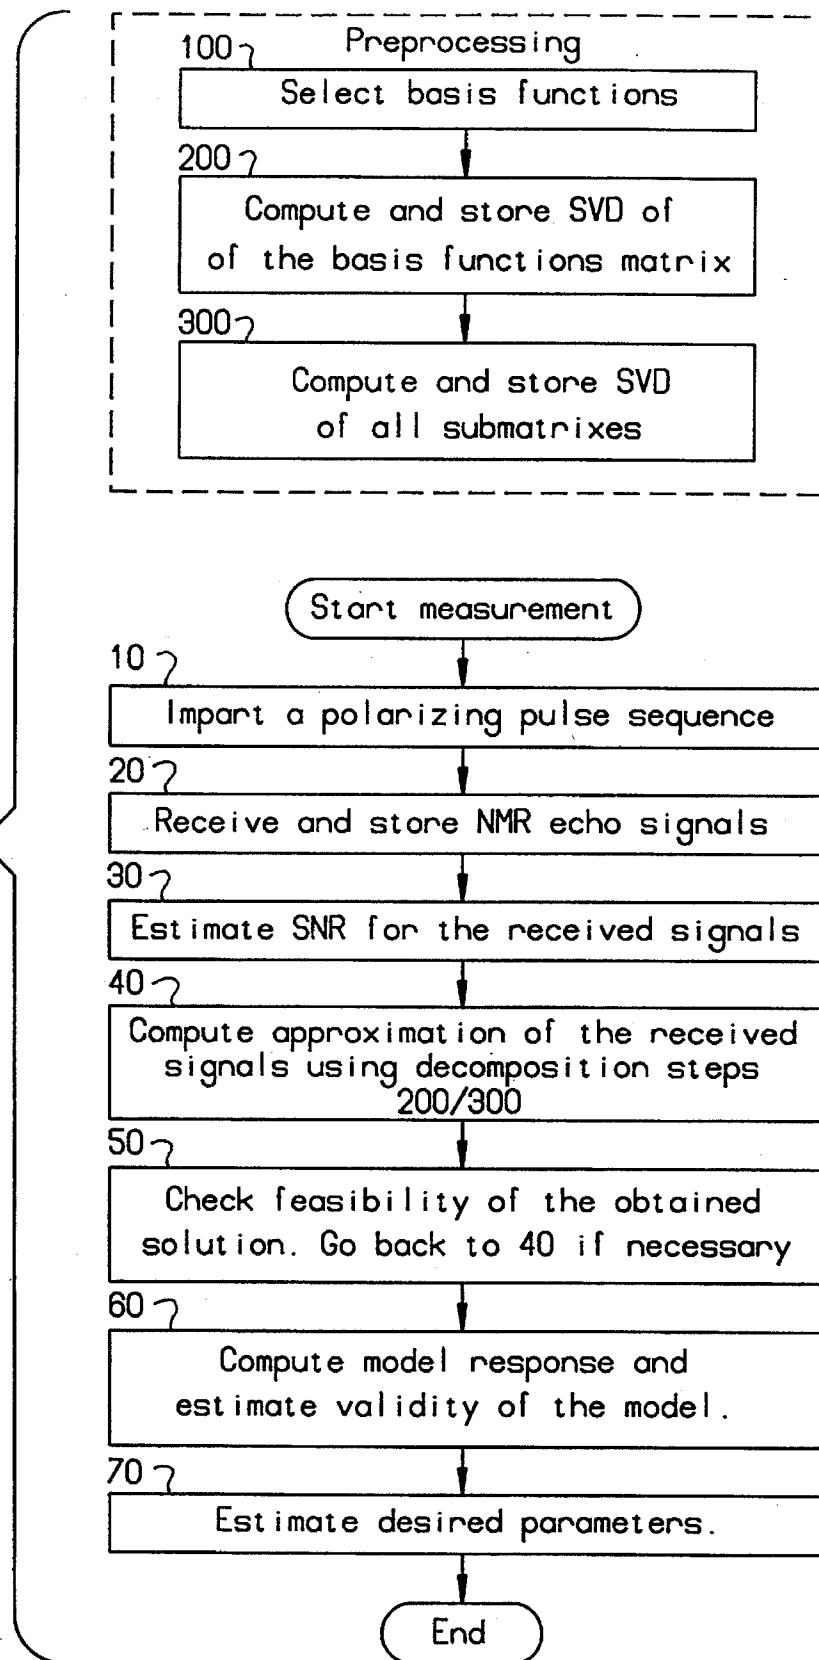 Preprocessing
100
Select basis functions
200
Compute and store SVD of
of the basis functions matrix
300
Compute and store SVD
of all submatrixes
Start measurement
10
Impart a polarizing pulse sequence
20
Receive and store NMR echo signals
30
Estimate SNR for the received signals
40
Compute approximation of the received
signals using decomposition steps
200/300
50
Check feasibility of the obtained
solution. Go back to 40 if necessary
60
Compute model response and
estimate validity of the model.
70
Estimate desired parameters.
End